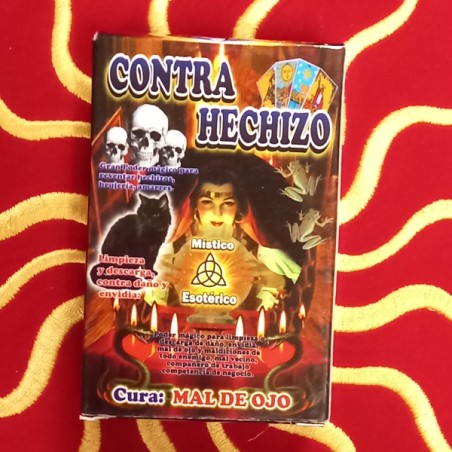 CONTRA
HECHIZO
Gran Poder mágico para
reventar hechizos,
brujería, amarres.
Místico
Limpieza
y descarga,
contra daño y
envidia.
Esotérico
Poder mágico para limpieza
descarga de daño, envidia,
mal de ojo y maldiciones de
todo enemigo, mal vecino,
compañero de trabajo
competencia de negocio.
Cura: MAL DE OJO